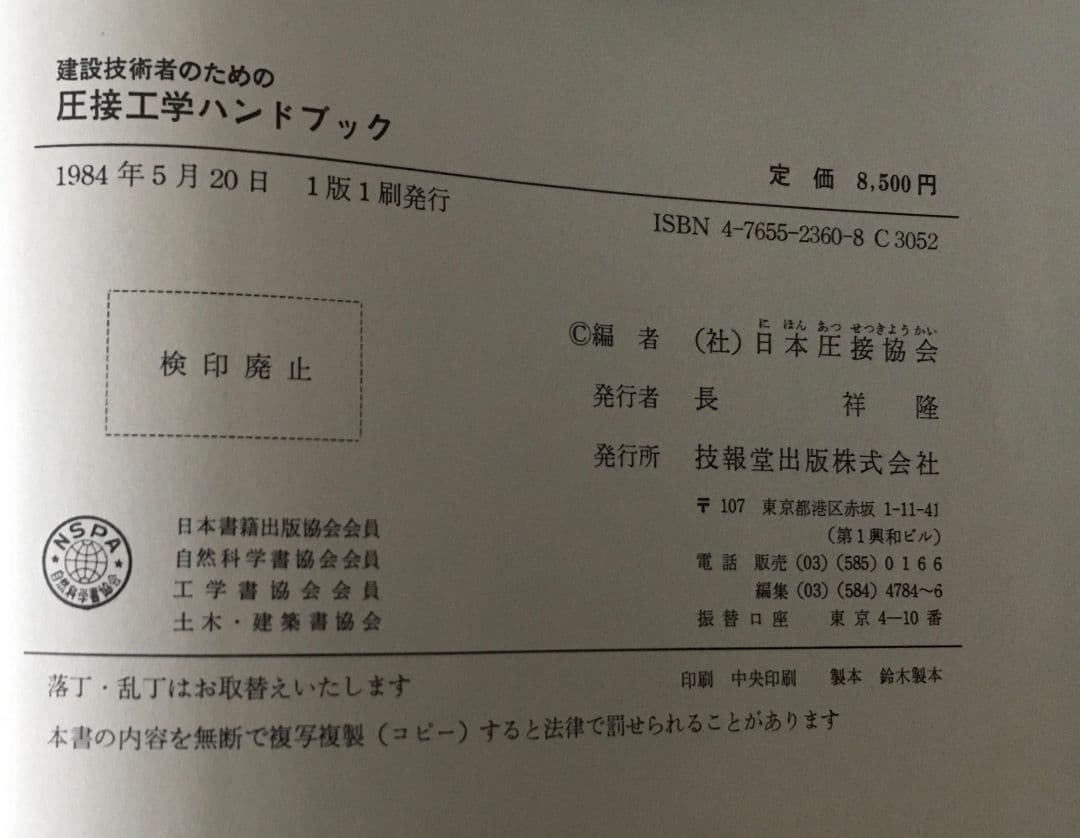 建設技術者のための
圧接工学ハンドブック
1984年5月20日　1版1刷発行
定　価　8,500円
ISBN 4-7655-2360-8 C3052
検印廃止
©編　者　(社)日本圧接協会
に ほん あつ せつきようかい
発行者　長　祥　隆
発行所　技報堂出版株式会社
〒 107　東京都港区赤坂 1-11-41
(第1興和ビル)
電話　販売 (03) (585) 0166
編集 (03) (584) 4784〜6
振替口座　東京 4—10番
NSPA
自然科学書協会
日本書籍出版協会会員
自然科学書協会会員
工学書協会会員
土木・建築書協会
落丁・乱丁はお取替えいたします
印刷　中央印刷　製本　鈴木製本
本書の内容を無断で複写複製（コピー）すると法律で罰せられることがあります